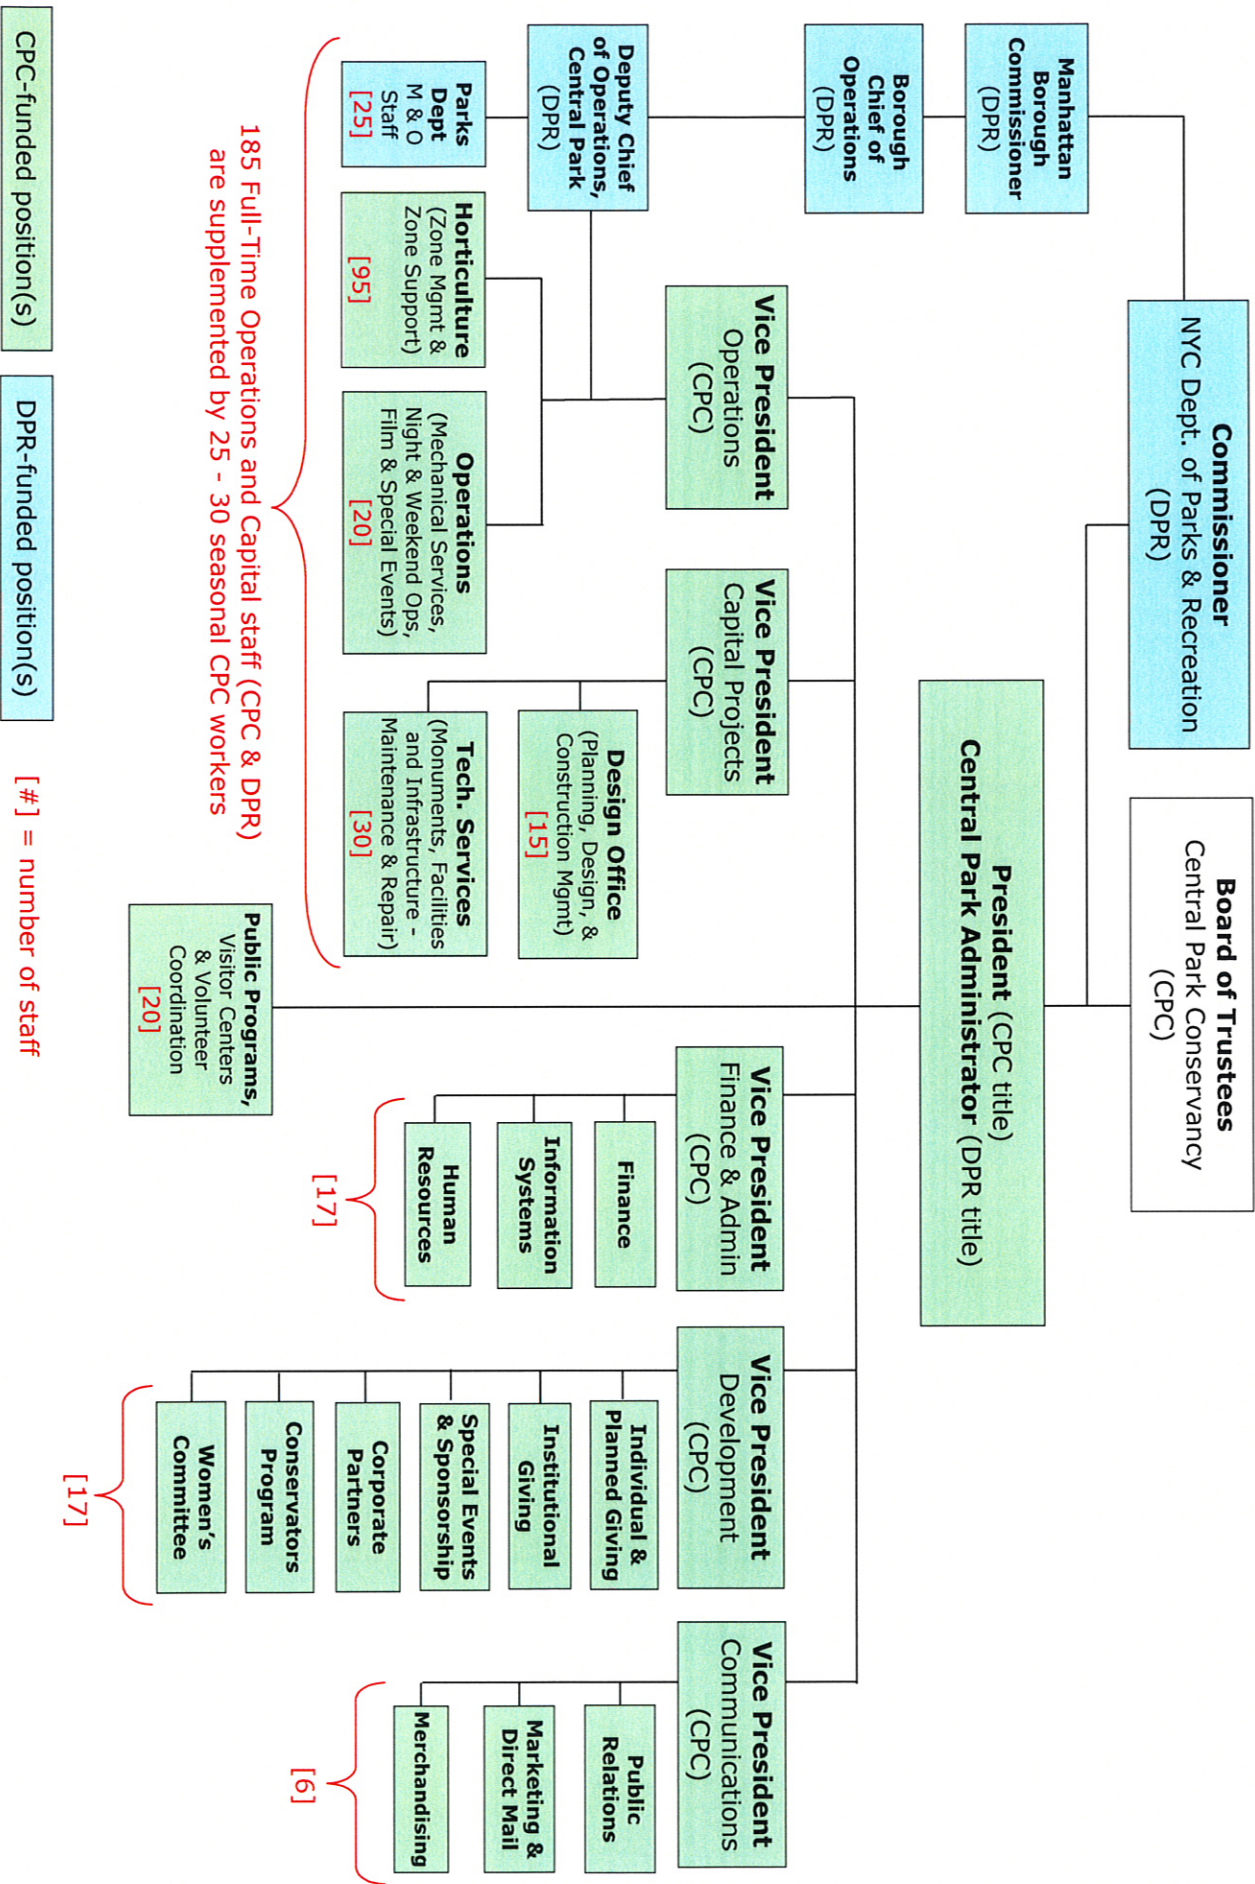 Commissioner
NYC Dept. of Parks & Recreation
(DPR)
Board of Trustees
Central Park Conservancy
(CPC)
Manhattan
Borough
Commissioner
(DPR)
President (CPC title)
Central Park Administrator (DPR title)
Borough
Chief of
Operations
(DPR)
Vice President
Operations
(CPC)
Vice President
Capital Projects
(CPC)
Vice President
Finance & Admin
(CPC)
Vice President
Development
(CPC)
Vice President
Communications
(CPC)
Deputy Chief
of Operations,
Central Park
(DPR)
Design Office
(Planning, Design, &
Construction Mgmt)
[15]
Finance
Information
Systems
Human
Resources
[17]
Individual &
Planned Giving
Institutional
Giving
Special Events
& Sponsorship
Corporate
Partners
Conservators
Program
Women's
Committee
[17]
Public
Relations
Marketing &
Direct Mail
Merchandising
[6]
Parks
Dept
M & O
Staff
[25]
Horticulture
(Zone Mgmt &
Zone Support)
[95]
Operations
(Mechanical Services,
Night & Weekend Ops,
Film & Special Events)
[20]
Tech. Services
(Monuments, Facilities
and Infrastructure -
Maintenance & Repair)
[30]
185 Full-Time Operations and Capital staff (CPC & DPR)
are supplemented by 25 - 30 seasonal CPC workers
Public Programs,
Visitor Centers
& Volunteer
Coordination
[20]
CPC-funded position(s)
DPR-funded position(s)
[#] = number of staff